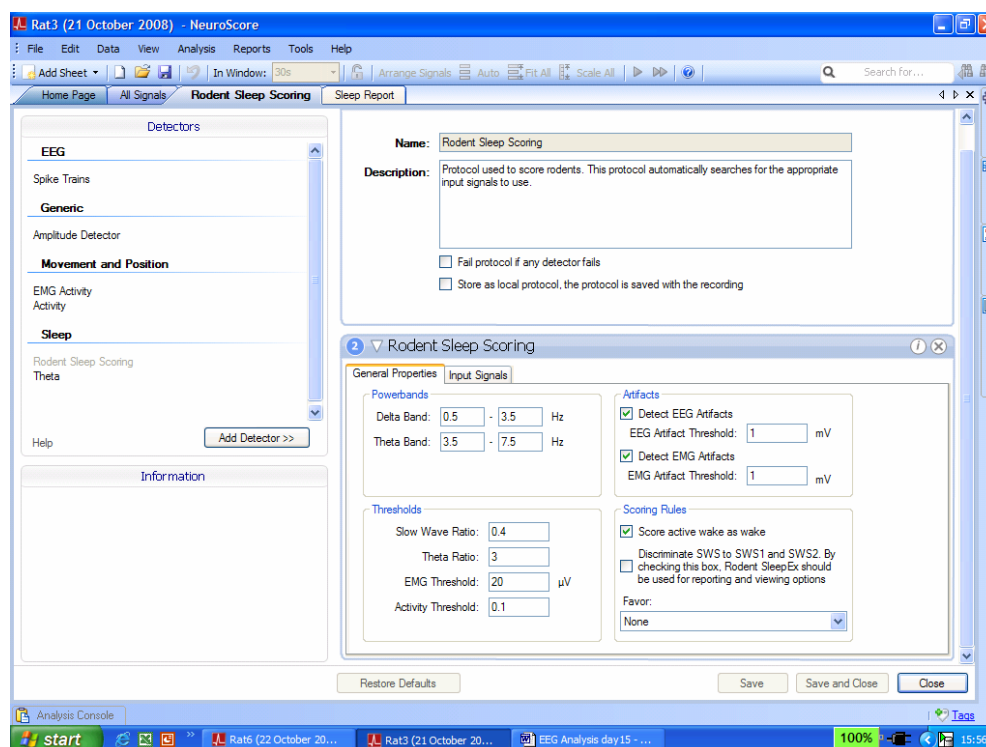 Rat3 (21 October 2008) - NeuroScore
File Edit Data View Analysis Reports Tools Help
Add Sheet In Window: 30s Arrange Signals Auto Fit All Scale All Search for...
Home Page All Signals Rodent Sleep Scoring Sleep Report
Detectors
EEG
Spike Trains
Generic
Amplitude Detector
Movement and Position
EMG Activity
Activity
Sleep
Rodent Sleep Scoring
Theta
Help Add Detector >>
Information
Name: Rodent Sleep Scoring
Description: Protocol used to score rodents. This protocol automatically searches for the appropriate
input signals to use.
Fail protocol if any detector fails
Store as local protocol, the protocol is saved with the recording
2 Rodent Sleep Scoring
General Properties Input Signals
Powerbands
Delta Band: 0.5 - 3.5 Hz
Theta Band: 3.5 - 7.5 Hz
Artifacts
Detect EEG Artifacts
EEG Artifact Threshold: 1 mV
Detect EMG Artifacts
EMG Artifact Threshold: 1 mV
Thresholds
Slow Wave Ratio: 0.4
Theta Ratio: 3
EMG Threshold: 20 µV
Activity Threshold: 0.1
Scoring Rules
Score active wake as wake
Discriminate SWS to SWS1 and SWS2. By
checking this box, Rodent SleepEx should
be used for reporting and viewing options
Favor:
None
Restore Defaults Save Save and Close Close
Analysis Console Tags
start Rat6 (22 October 20... Rat3 (21 October 20... EEG Analysis day15 - ... 100% 15:56